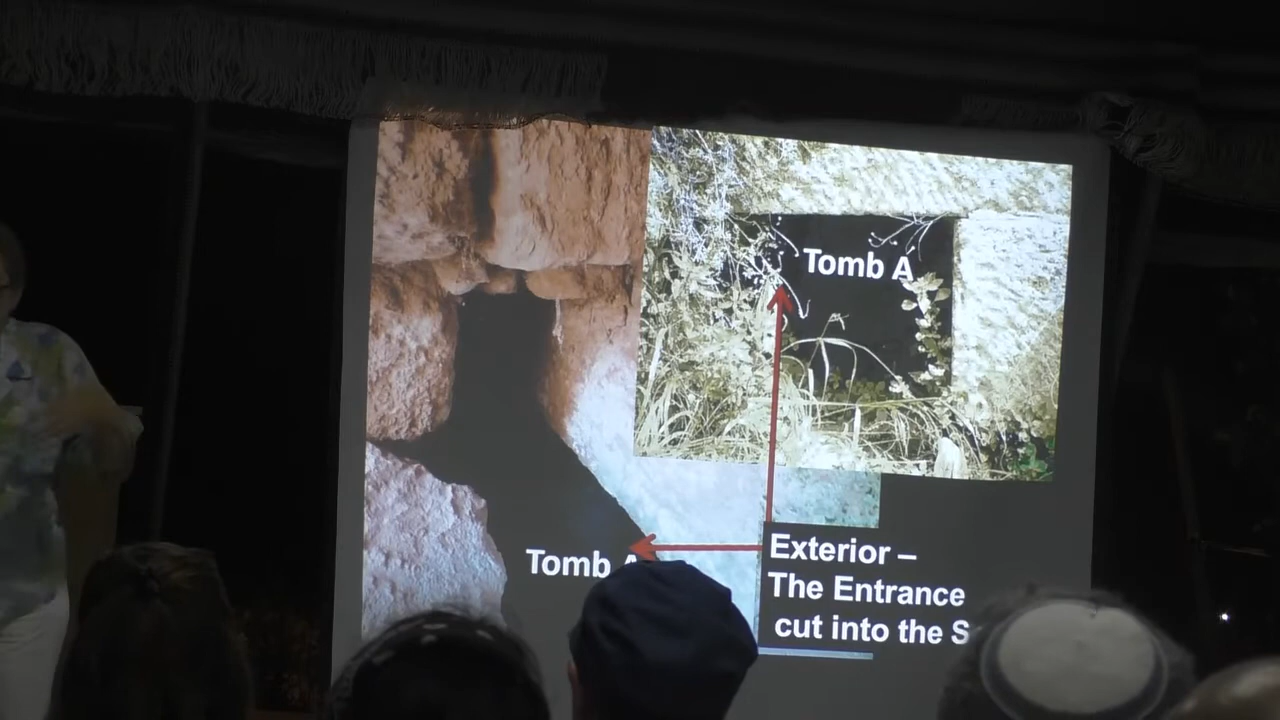 Tomb A
Tomb
Exterior –
The Entrance
cut into the